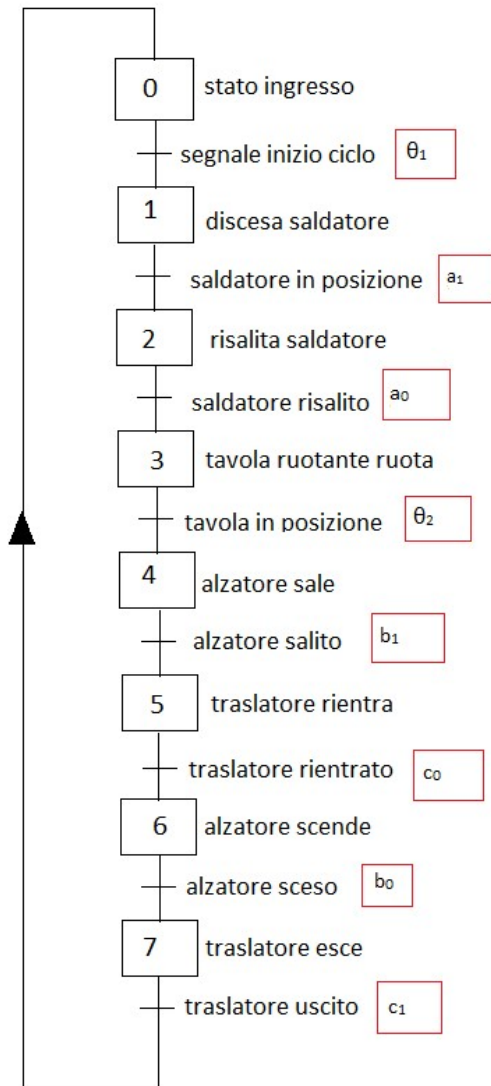 0 stato ingresso
segnale inizio ciclo θ₁
1 discesa saldatore
saldatore in posizione a₁
2 risalita saldatore
saldatore risalito a₀
3 tavola ruotante ruota
tavola in posizione θ₂
4 alzatore sale
alzatore salito b₁
5 traslatore rientra
traslatore rientrato c₀
6 alzatore scende
alzatore sceso b₀
7 traslatore esce
traslatore uscito c₁